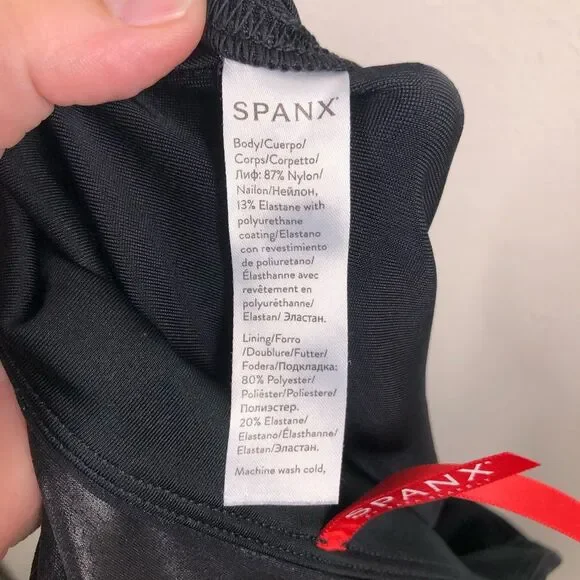 SPANX
Body/Cuerpo/
Corps/Corpetto/
Лиф: 87% Nylon/
Nailon/Нейлон,
13% Elastane with
polyurethane
coating/Elastano
con revestimiento
de poliuretano/
Élasthanne avec
revêtement en
polyuréthanne/
Elastan/ Эластан.
Lining/Forro
/Doublure/Futter/
Fodera/Подкладка:
80% Polyester/
Poliéster/Poliestere/
Полиэстер.
20% Elastane/
Elastano/Élasthanne/
Elastan/Эластан.
Machine wash cold,
SPANX